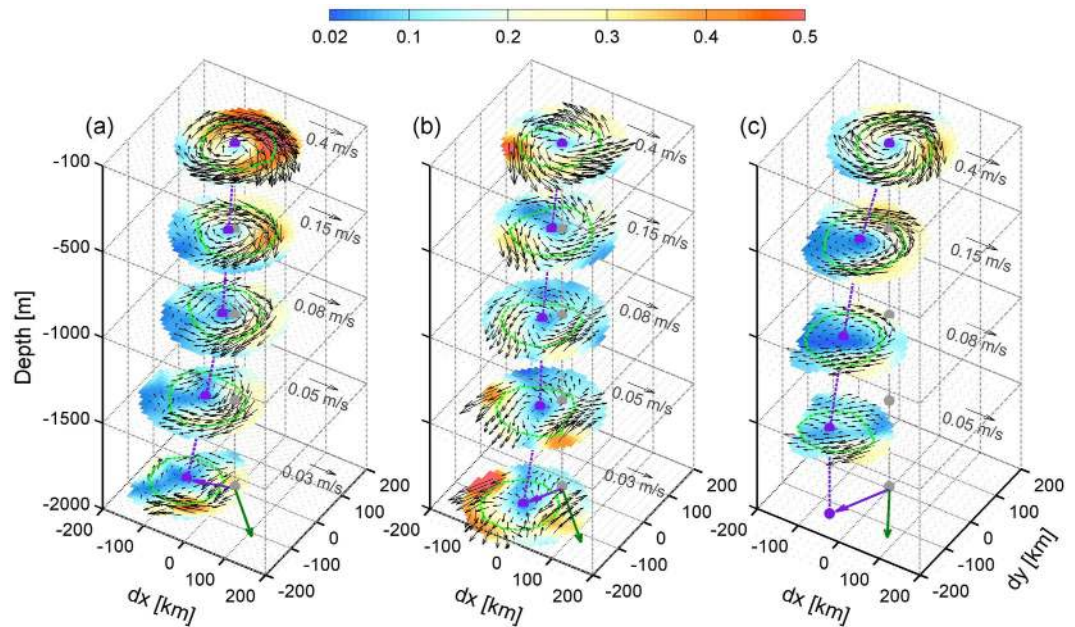 0.02 0.1 0.2 0.3 0.4 0.5
(a) (b) (c)
0.4 m/s 0.4 m/s 0.4 m/s
-100
0.15 m/s 0.15 m/s 0.15 m/s
-500
0.08 m/s 0.08 m/s 0.08 m/s
-1000
Depth [m]
0.05 m/s 0.05 m/s 0.05 m/s
-1500
0.03 m/s 0.03 m/s
-2000
-200 -100 0 100 200
dx [km]
-200 -100 0 100 200
-200 -100 0 100 200
dx [km]
-200 -100 0 100 200
-200 -100 0 100 200
dx [km]
-200 -100 0 100 200
dy [km]